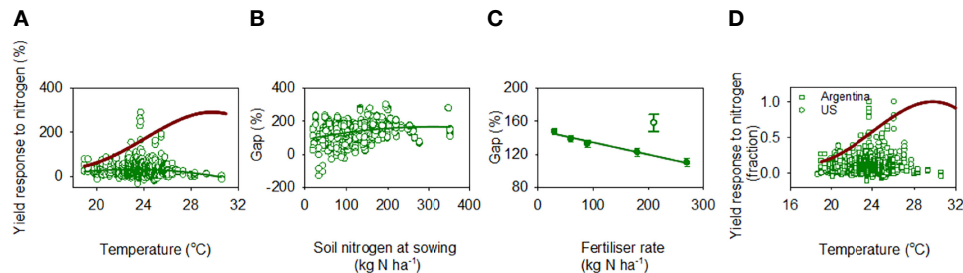 A
Yield response to nitrogen (%)
400
200
0
20 24 28 32
Temperature (°C)
B
Gap (%)
400
200
0
-200
0 100 200 300 400
Soil nitrogen at sowing
(kg N ha⁻¹)
C
Gap (%)
200
160
120
80
0 100 200 300
Fertiliser rate
(kg N ha⁻¹)
D
Yield response to nitrogen
(fraction)
1.0
0.5
0.0
Argentina
US
16 20 24 28 32
Temperature (°C)